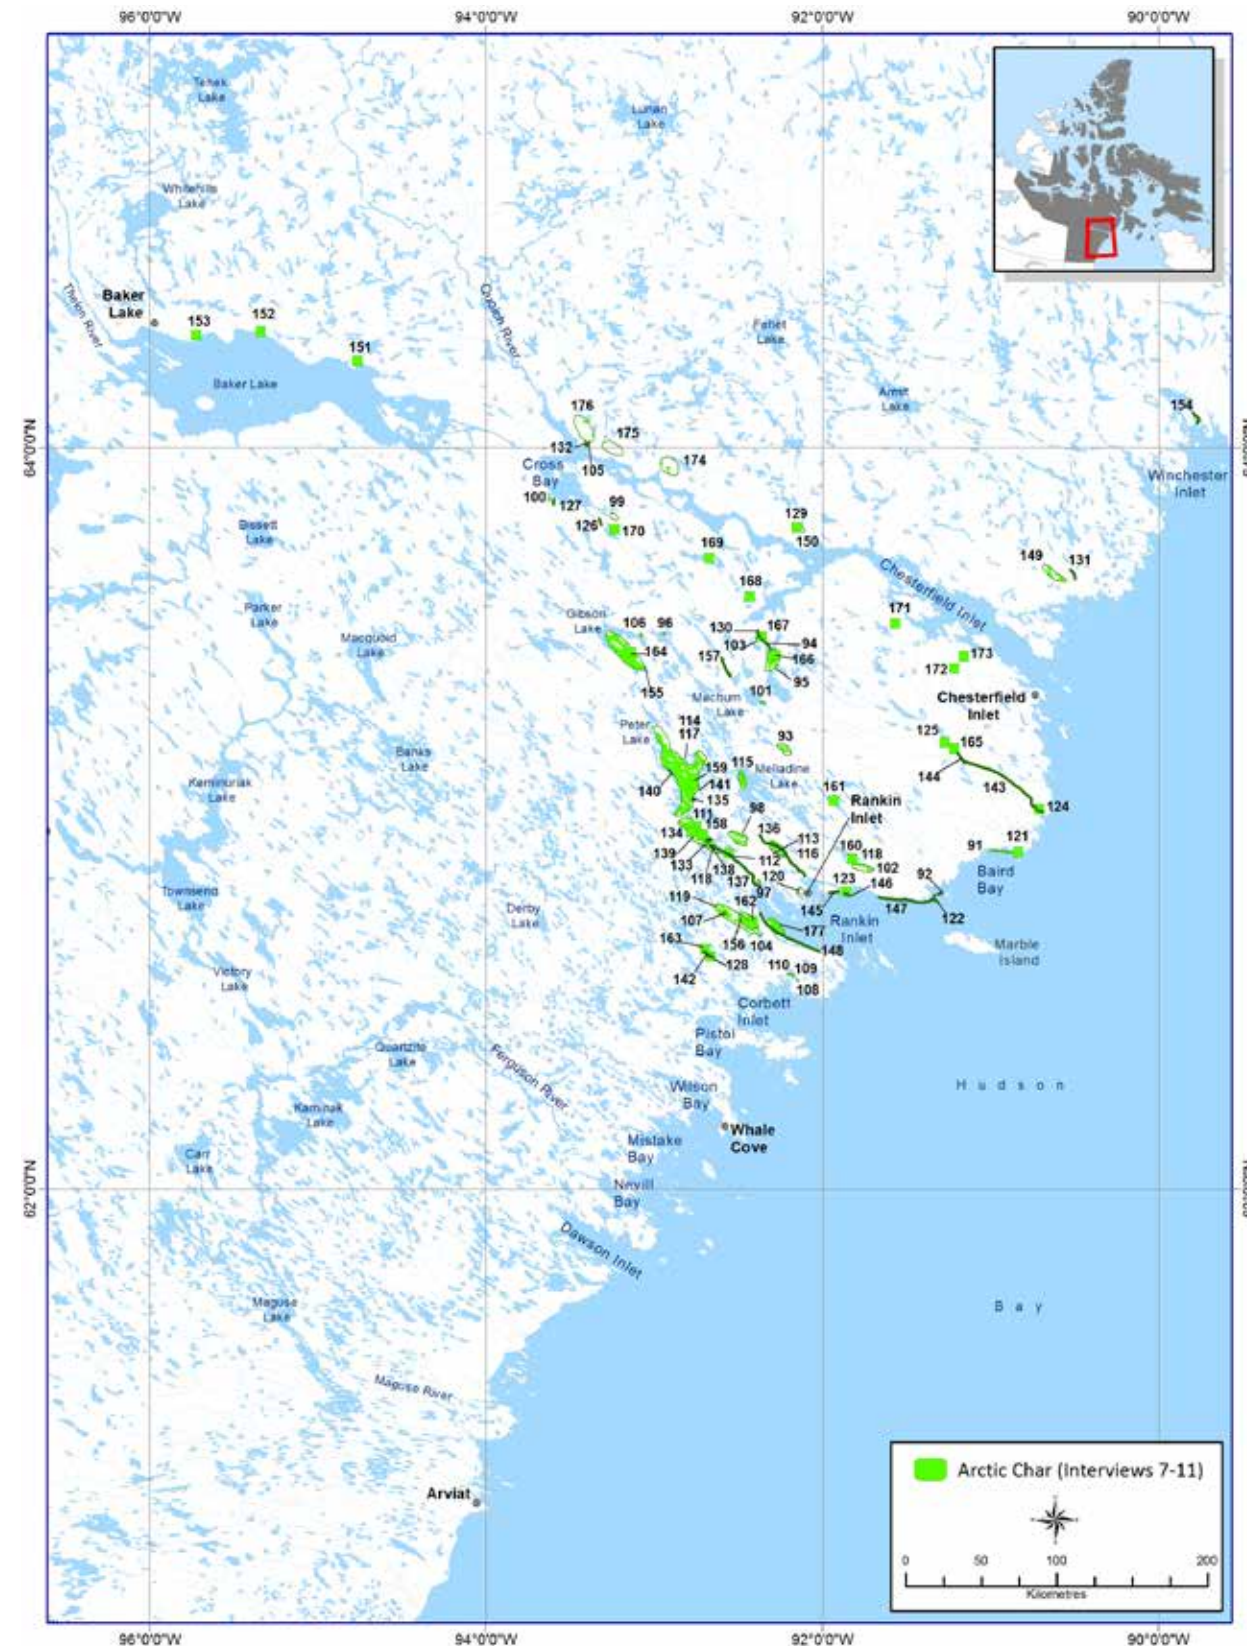 96°0'0"W
94°0'0"W
92°0'0"W
90°0'0"W
Tehek
Lake
Lunan
Lake
Whitehills
Lake
Thelon River
Baker
Lake
153
152
151
Baker Lake
Quoich River
Lake
Armit
Lake
154
176
175
174
132
105
64°0'0"N
Cross
Bay
Winchester
Inlet
100
127
99
126
170
129
150
Bissett
Lake
169
149
131
168
Chesterfield Inlet
Parker
Lake
Macquoid
Lake
Gibson
Lake
106
96
130
167
103
94
171
164
157
166
173
172
155
95
101
Machum
Lake
Chesterfield
Inlet
Peter
Lake
114
117
93
125
165
Banks
Lake
115
Meliadine
Lake
144
159
141
140
135
161
143
Kaminuriak
Lake
Rankin
Inlet
124
111
158
98
136
134
113
160
118
121
91
139
116
112
102
133
138
118
137
120
123
146
92
Baird
Bay
Townsend
Lake
97
119
162
145
147
122
Derby
Lake
107
Rankin
Inlet
177
156
104
163
148
Marble
Island
142
128
110
109
108
Victory
Lake
Corbett
Inlet
Pistol
Bay
Quartzite
Lake
Ferguson River
Wilson
Bay
Hudson
Kaminak
Lake
Whale
Cove
Carr
Lake
Mistake
Bay
62°0'0"N
Nevill
Bay
Dawson Inlet
Maguse
Lake
Bay
Maguse River
Arviat
Arctic Char (Interviews 7-11)
0
50
100
200
Kilometres
96°0'0"W
94°0'0"W
92°0'0"W
90°0'0"W